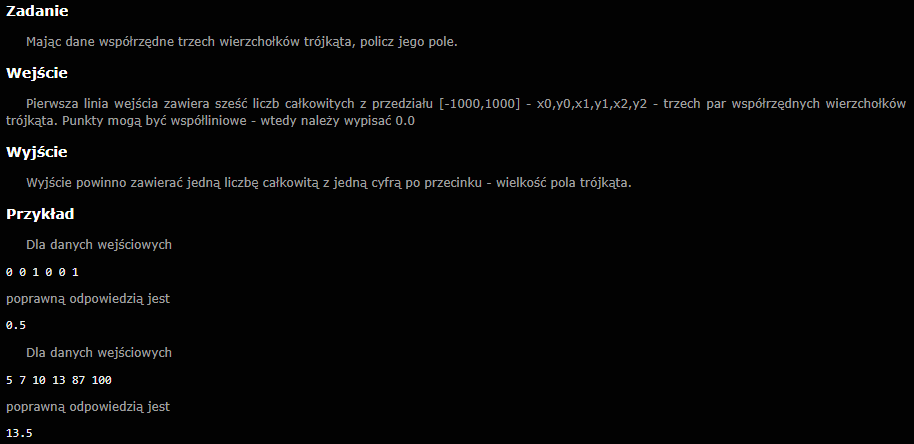 Zadanie
Mając dane współrzędne trzech wierzchołków trójkąta, policz jego pole.
Wejście
Pierwsza linia wejścia zawiera sześć liczb całkowitych z przedziału [-1000,1000] - x0,y0,x1,y1,x2,y2 - trzech par współrzędnych wierzchołków
trójkąta. Punkty mogą być współliniowe - wtedy należy wypisać 0.0
Wyjście
Wyjście powinno zawierać jedną liczbę całkowitą z jedną cyfrą po przecinku - wielkość pola trójkąta.
Przykład
Dla danych wejściowych
0 0 1 0 0 1
poprawną odpowiedzią jest
0.5
Dla danych wejściowych
5 7 10 13 87 100
poprawną odpowiedzią jest
13.5